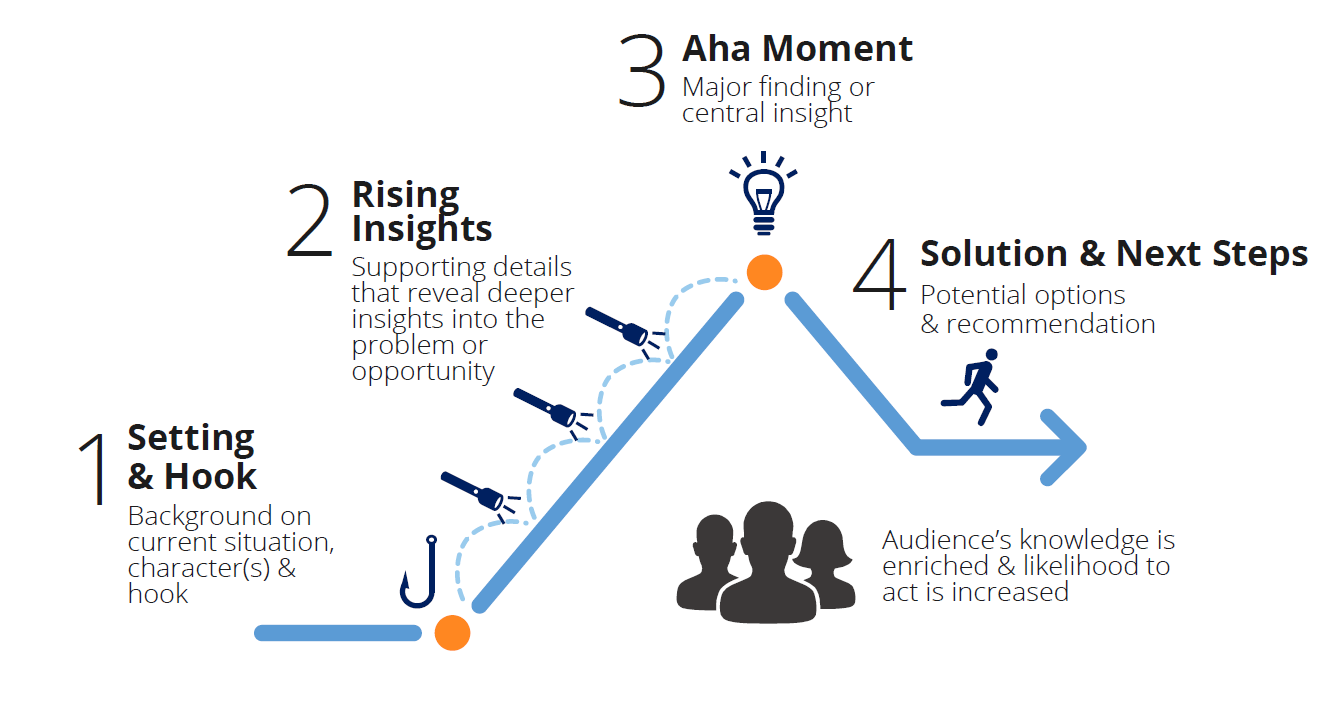 1
Setting
& Hook
Background on
current situation,
character(s) &
hook
2
Rising
Insights
Supporting details
that reveal deeper
insights into the
problem or
opportunity
3
Aha Moment
Major finding or
central insight
4
Solution & Next Steps
Potential options
& recommendation
Audience’s knowledge is
enriched & likelihood to
act is increased